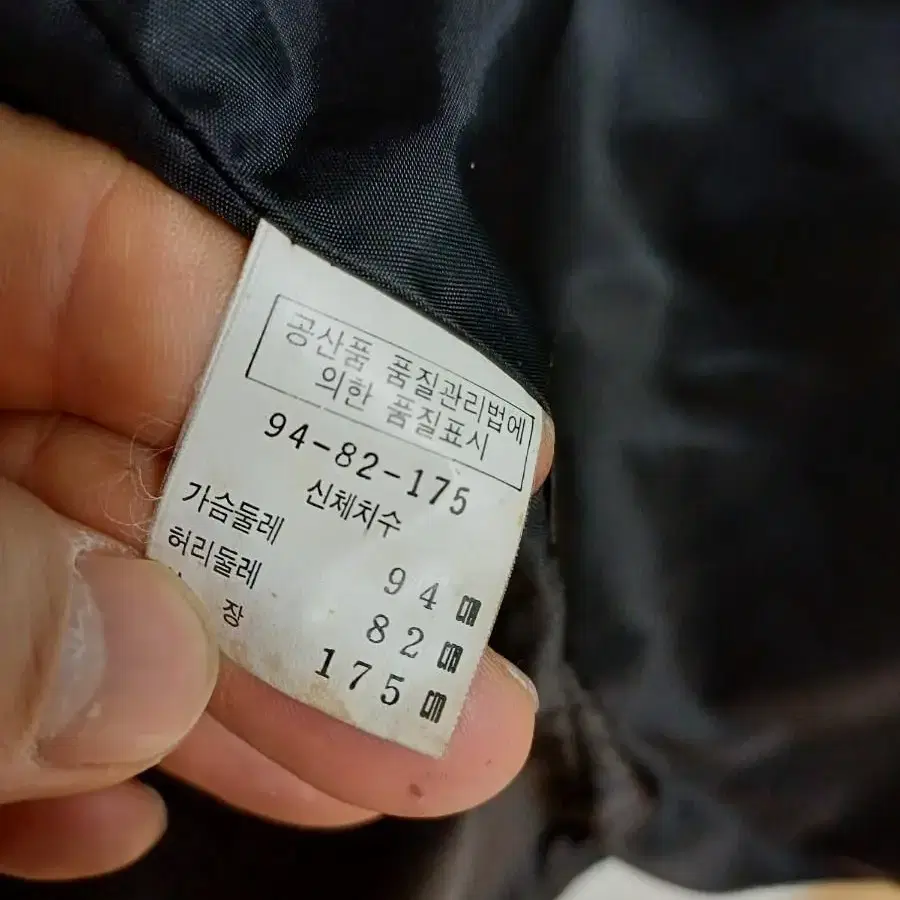 공산품 품질관리법에
의한 품질표시
94-82-175
신체치수
가슴둘레 94 cm
허리둘레 82 cm
장 175 cm